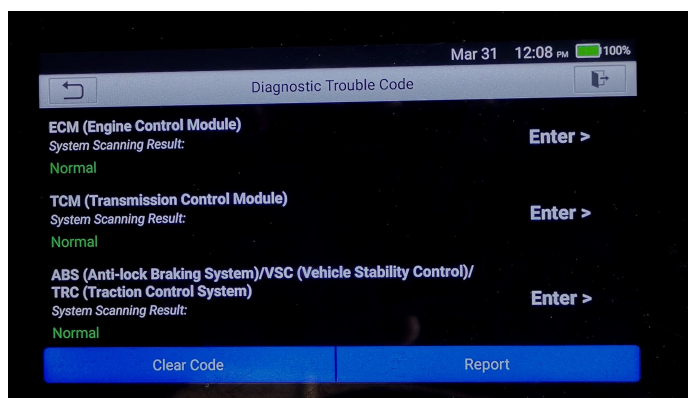 Mar 31 12:08 PM 100%
Diagnostic Trouble Code
ECM (Engine Control Module)
System Scanning Result:
Enter >
Normal
TCM (Transmission Control Module)
System Scanning Result:
Enter >
Normal
ABS (Anti-lock Braking System)/VSC (Vehicle Stability Control)/
TRC (Traction Control System)
System Scanning Result:
Enter >
Normal
Clear Code Report